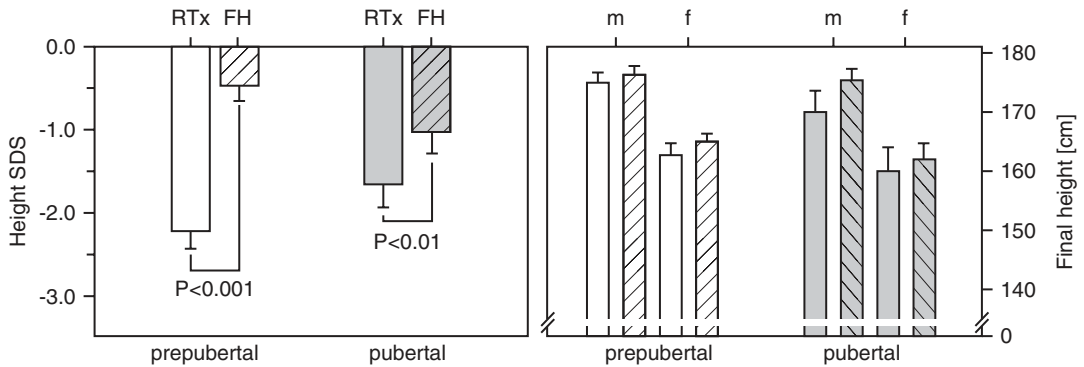 RTx FH RTx FH
m f m f
0.0
-1.0
-2.0
-3.0
Height SDS
P<0.001
P<0.01
prepubertal pubertal
180
170
160
150
140
0
Final height [cm]
prepubertal pubertal